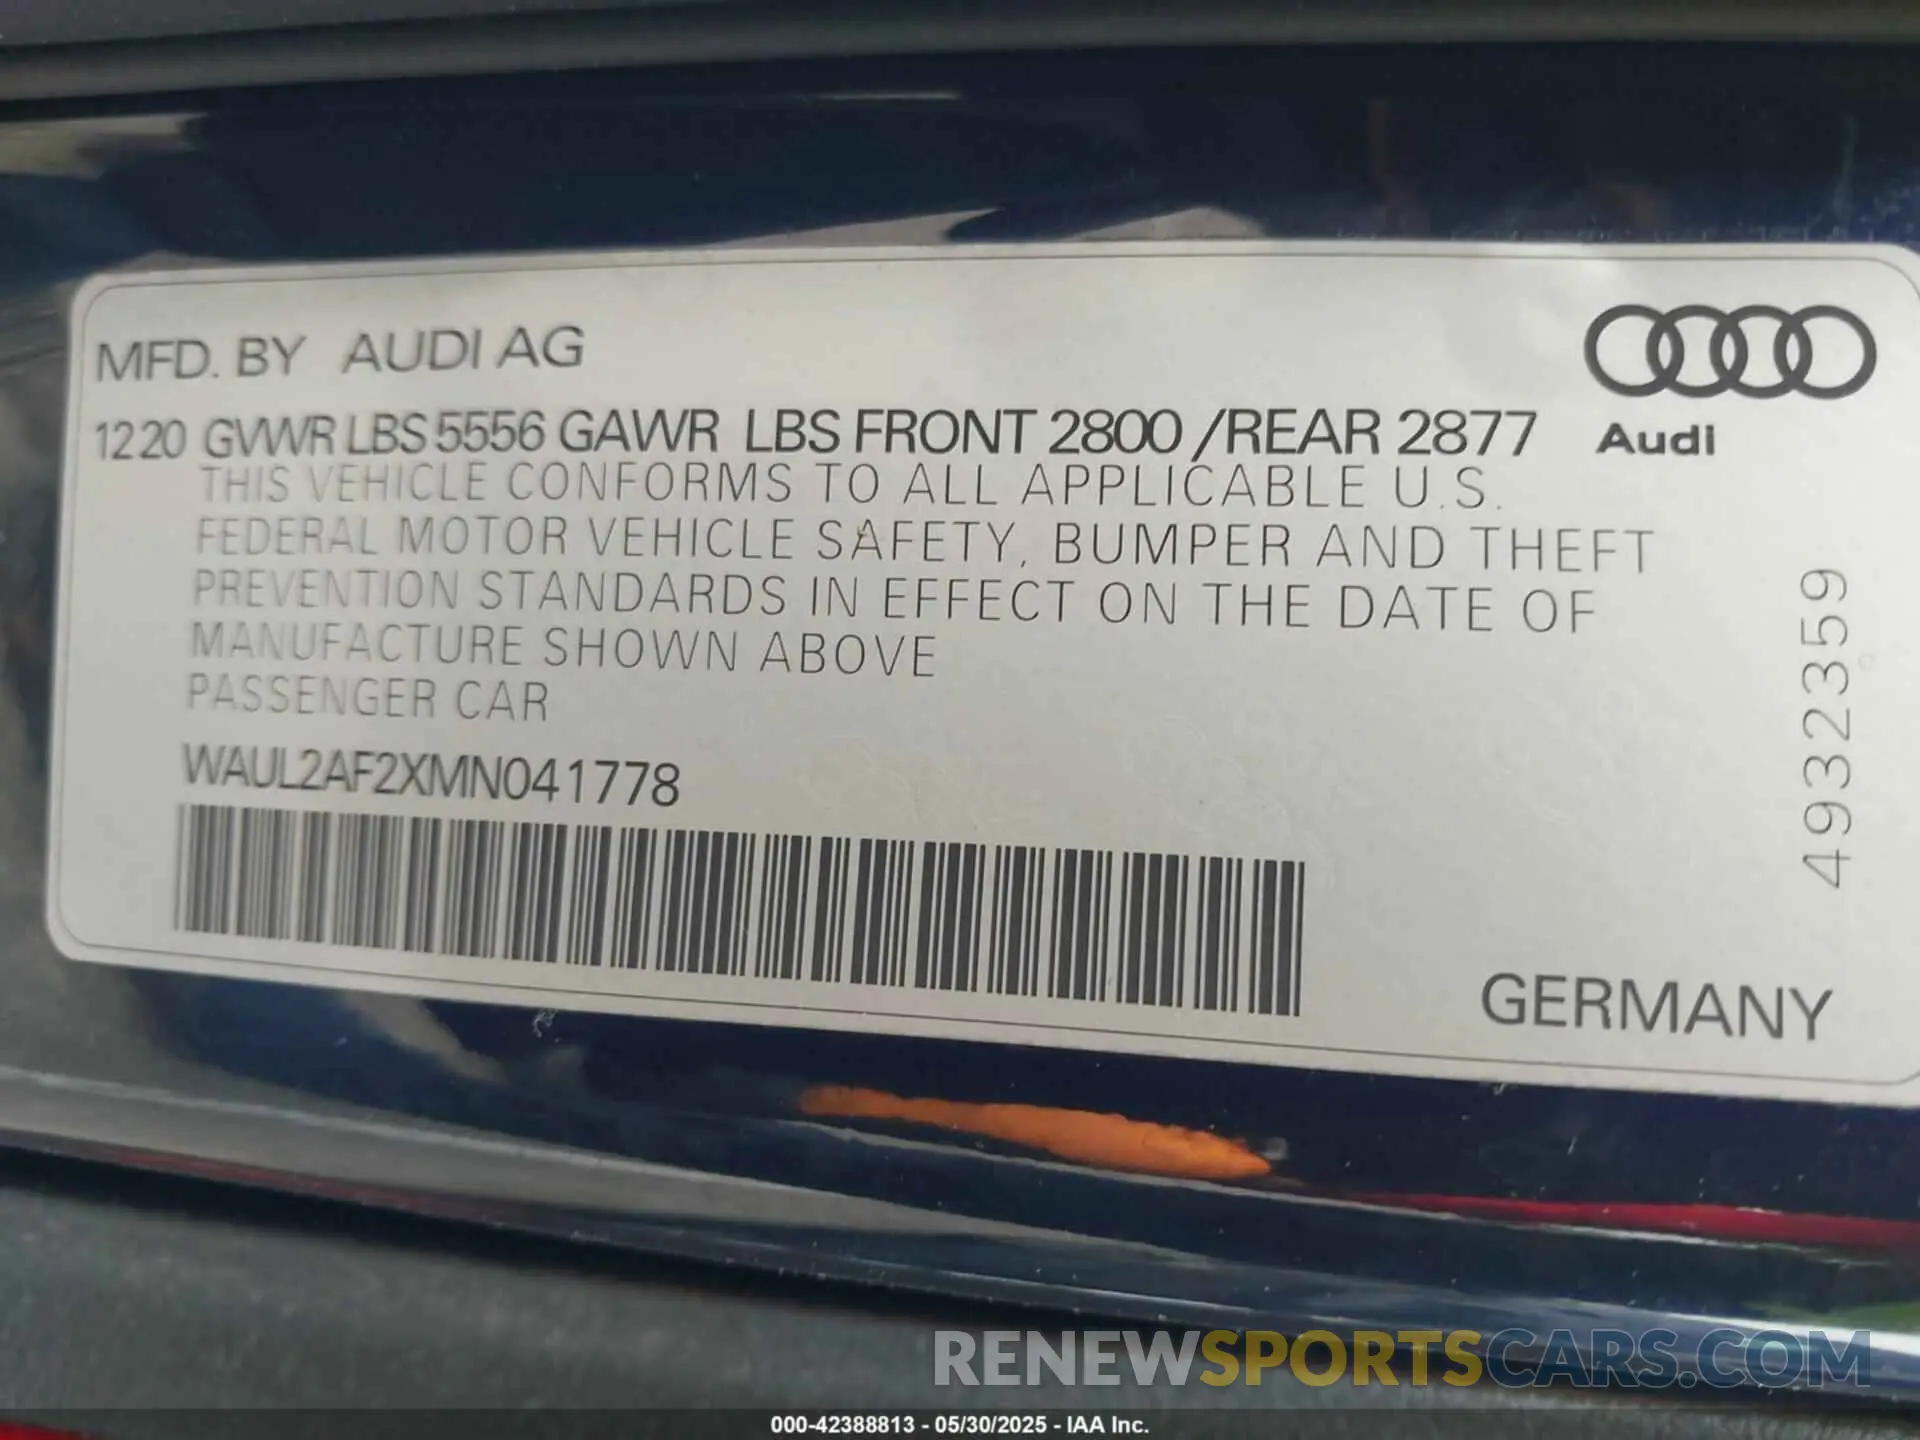 MFD. BY AUDI AG
1220 GVWR LBS 5556 GAWR LBS FRONT 2800 /REAR 2877
Audi
THIS VEHICLE CONFORMS TO ALL APPLICABLE U.S.
FEDERAL MOTOR VEHICLE SAFETY, BUMPER AND THEFT
PREVENTION STANDARDS IN EFFECT ON THE DATE OF
MANUFACTURE SHOWN ABOVE
PASSENGER CAR
WAUL2AF2XMN041778
4932359
GERMANY
RENEWSPORTSCARS.COM
000-42388813 - 05/30/2025 - IAA Inc.